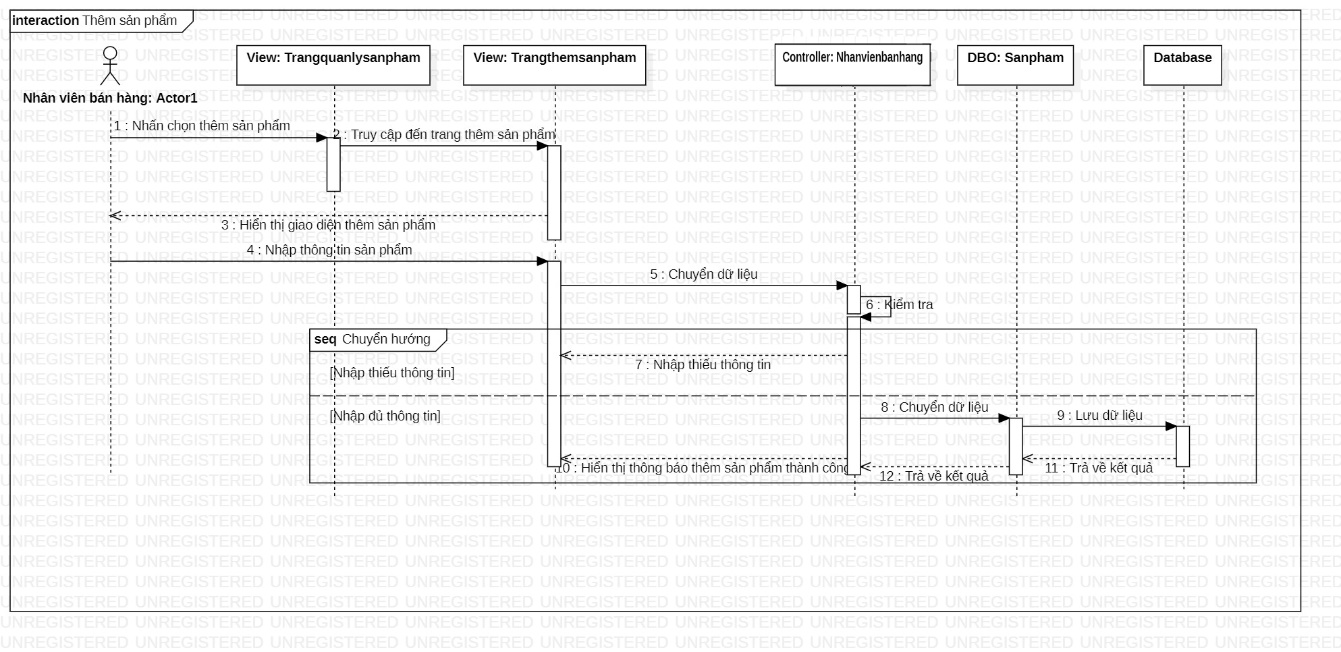 interaction Thêm sản phẩm
View: Trangquanlysanpham
View: Trangthemsanpham
Controller: Nhanvienbanhang
DBO: Sanpham
Database
Nhân viên bán hàng: Actor1
1 : Nhấn chọn thêm sản phẩm
2 : Truy cập đến trang thêm sản phẩm
3 : Hiển thị giao diện thêm sản phẩm
4 : Nhập thông tin sản phẩm
5 : Chuyển dữ liệu
6 : Kiểm tra
seq Chuyển hướng
7 : Nhập thiếu thông tin
[Nhập thiếu thông tin]
8 : Chuyển dữ liệu
9 : Lưu dữ liệu
[Nhập đủ thông tin]
10 : Hiển thị thông báo thêm sản phẩm thành công
11 : Trả về kết quả
12 : Trả về kết quả